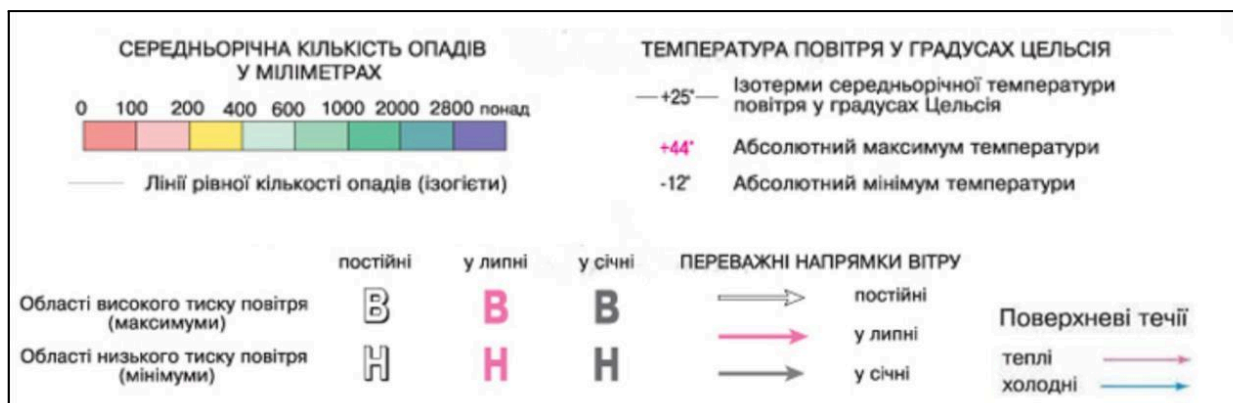 СЕРЕДНЬОРІЧНА КІЛЬКІСТЬ ОПАДІВ
У МІЛІМЕТРАХ
0 100 200 400 600 1000 2000 2800 понад
Лінії рівної кількості опадів (ізогієти)
ТЕМПЕРАТУРА ПОВІТРЯ У ГРАДУСАХ ЦЕЛЬСІЯ
+25° Ізотерми середньорічної температури
повітря у градусах Цельсія
+44° Абсолютний максимум температури
-12° Абсолютний мінімум температури
постійні у липні у січні
Області високого тиску повітря
(максимуми)
В В В
Області низького тиску повітря
(мінімуми)
Н Н Н
ПЕРЕВАЖНІ НАПРЯМКИ ВІТРУ
постійні
у липні
у січні
Поверхневі течії
теплі
холодні